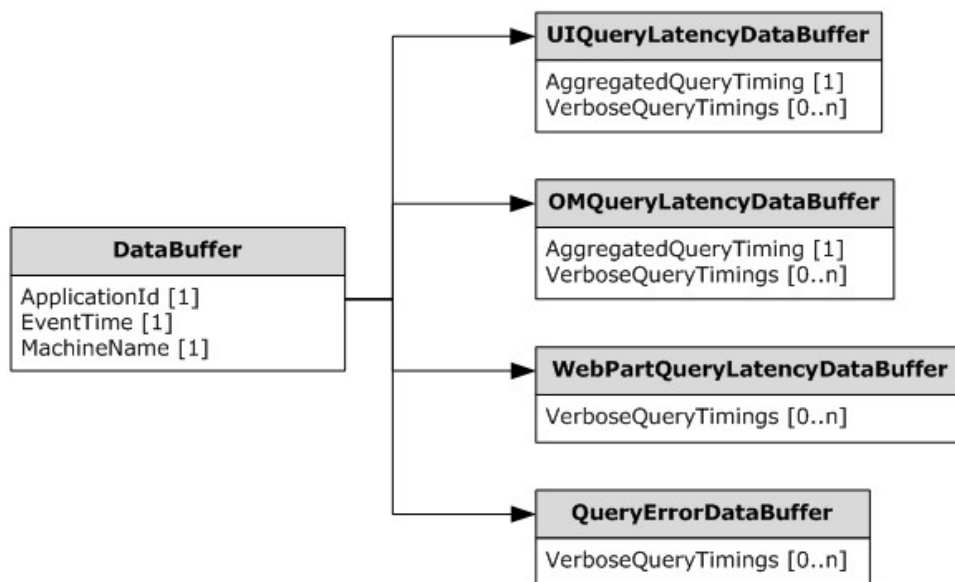 UIQueryLatencyDataBuffer
AggregatedQueryTiming [1]
VerboseQueryTimings [0..n]
OMQueryLatencyDataBuffer
AggregatedQueryTiming [1]
VerboseQueryTimings [0..n]
DataBuffer
ApplicationId [1]
EventTime [1]
MachineName [1]
WebPartQueryLatencyDataBuffer
VerboseQueryTimings [0..n]
QueryErrorDataBuffer
VerboseQueryTimings [0..n]